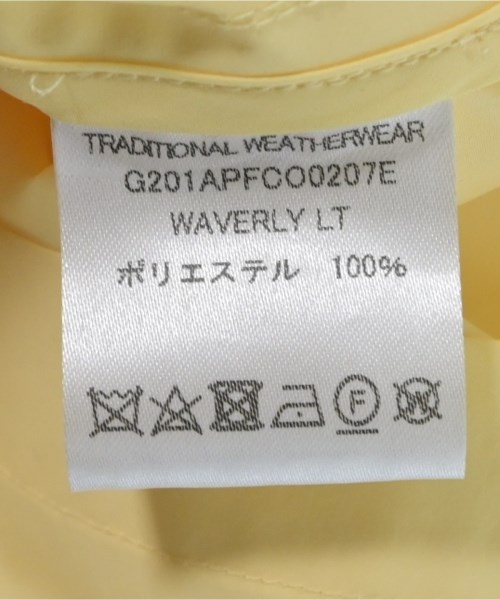 TRADITIONAL WEATHERWEAR
G201APFCO0207E
WAVERLY LT
ポリエステル 100%
F W